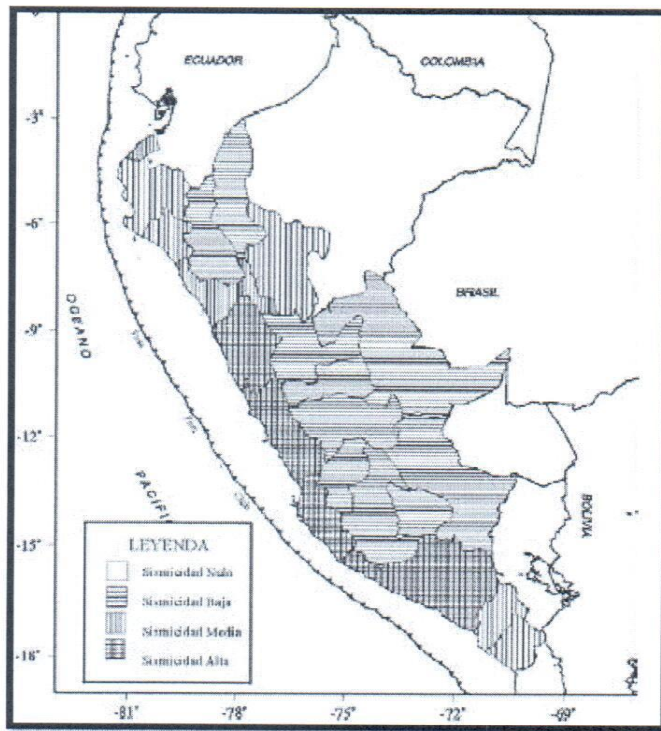 ECUADOR
COLOMBIA
-3°
-6°
BRASIL
OCEANO
-9°
-12°
PACIFI
BOLIVIA
LEYENDA
Sismicidad Nula
Sismicidad Baja
Sismicidad Media
Sismicidad Alta
-15°
-18°
-81°
-78°
-75°
-72°
-69°